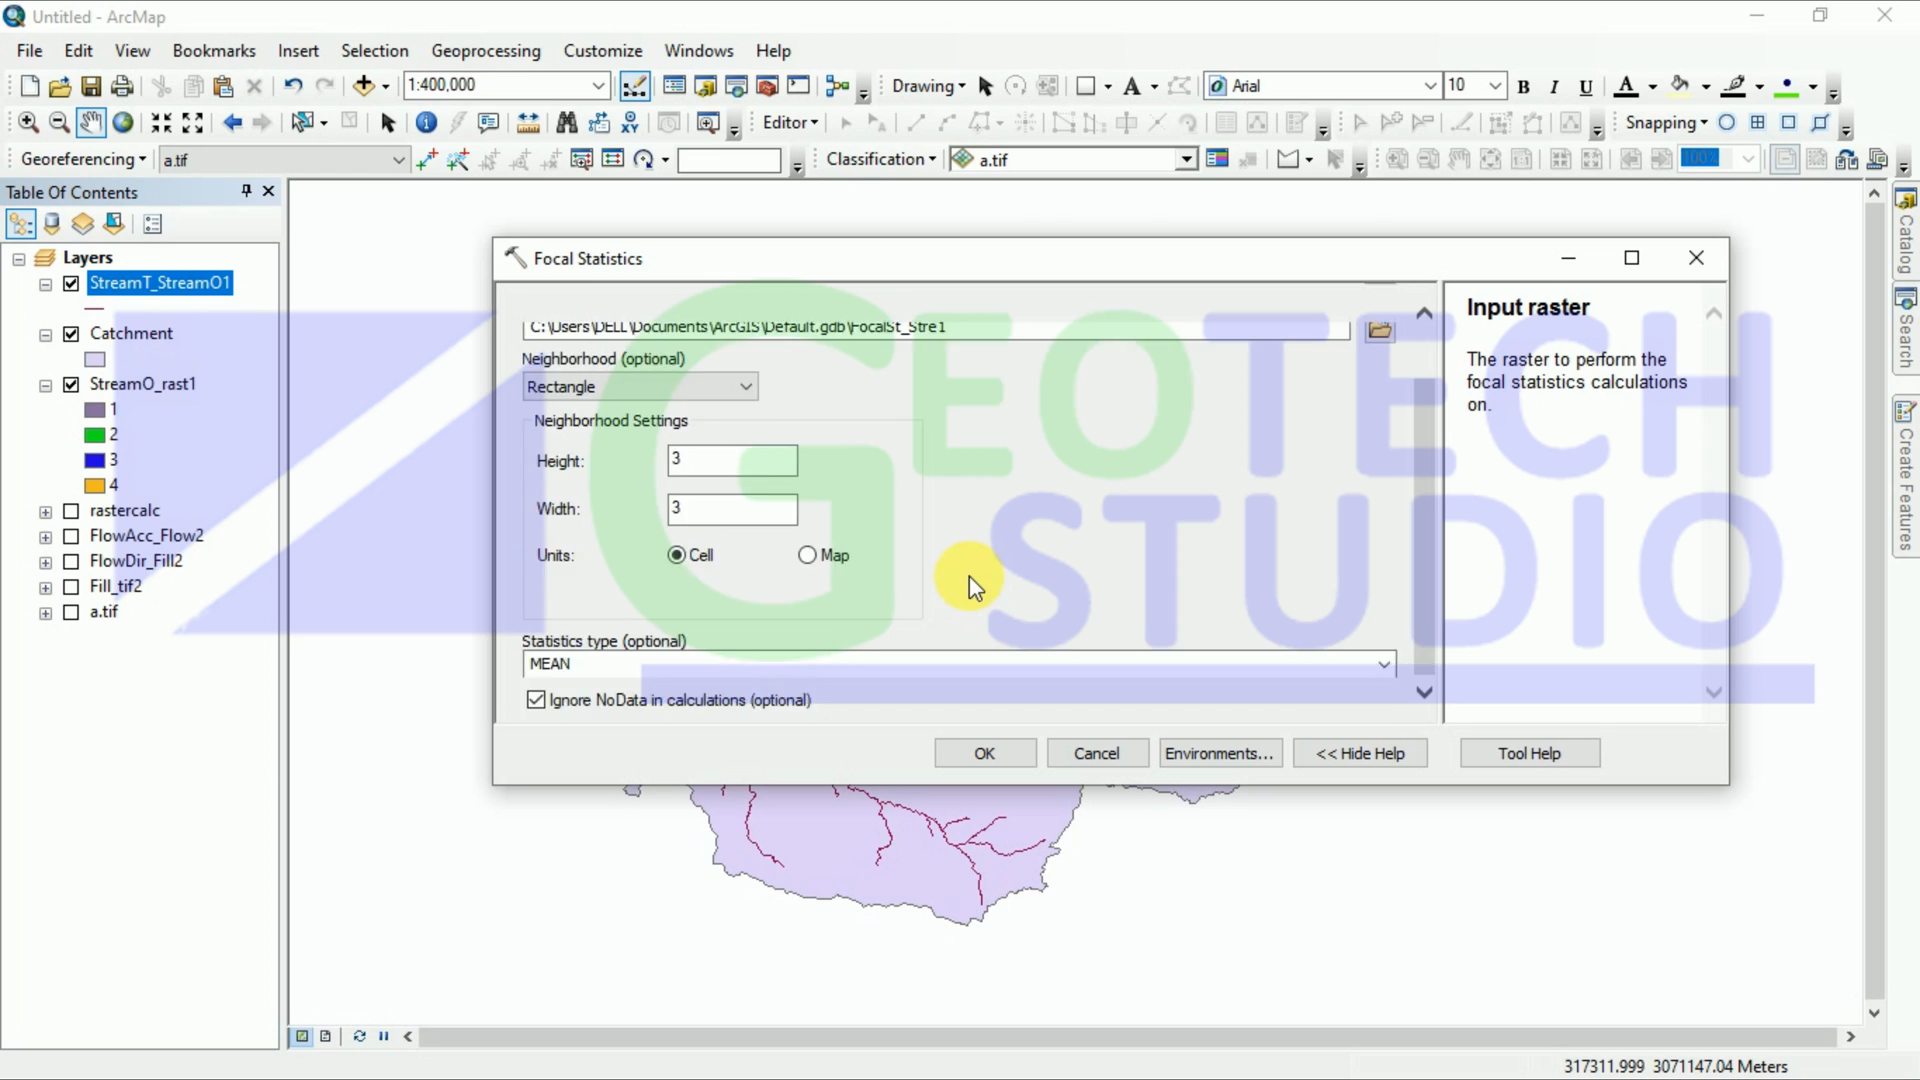 Untitled - ArcMap
File Edit View Bookmarks Insert Selection Geoprocessing Customize Windows Help
1:400,000 Drawing Arial 10 B I U A
Editor Snapping
Georeferencing a.tif Classification a.tif 100%
Table Of Contents
Layers
StreamT_StreamO1
Catchment
StreamO_rast1
1
2
3
4
rastercalc
FlowAcc_Flow2
FlowDir_Fill2
Fill_tif2
a.tif
Focal Statistics
C:\Users\DELL\Documents\ArcGIS\Default.gdb\FocalSt_Stre1
Neighborhood (optional)
Rectangle
Neighborhood Settings
Height: 3
Width: 3
Units: Cell Map
Statistics type (optional)
MEAN
Ignore NoData in calculations (optional)
OK Cancel Environments... << Hide Help Tool Help
Input raster
The raster to perform the
focal statistics calculations
on.
GEOTECH
STUDIO
Catalog
Search
Create Features
317311.999 3071147.04 Meters